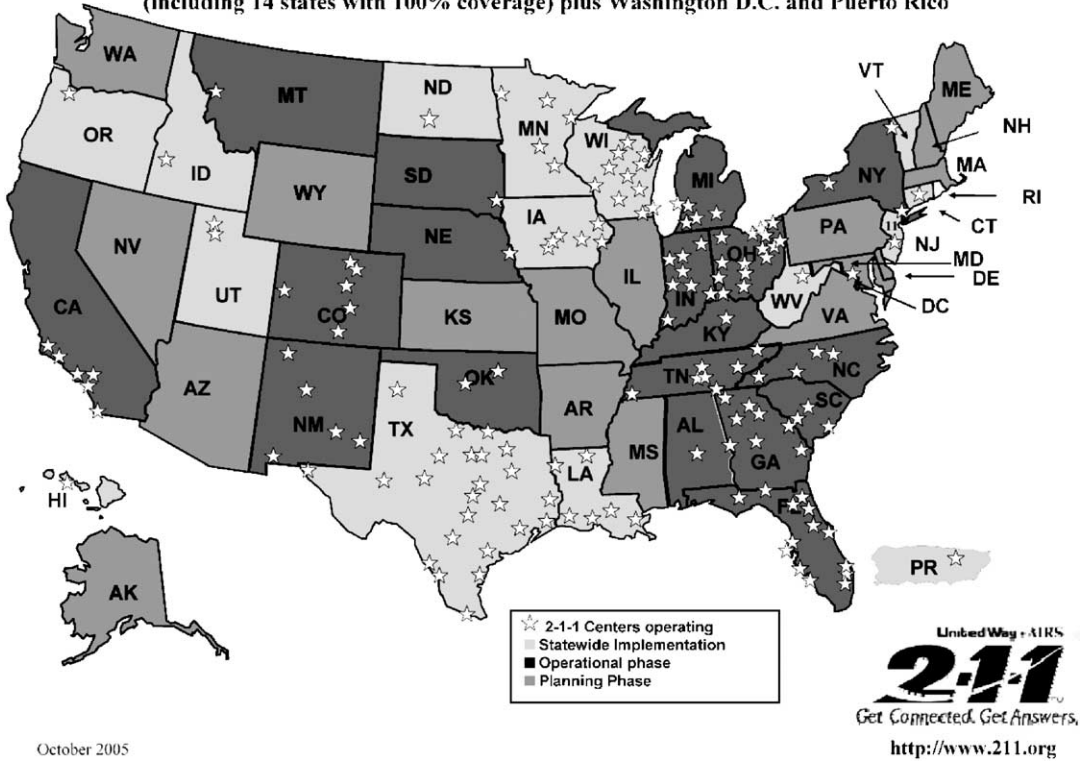 (including 14 states with 100% coverage) plus Washington D.C. and Puerto Rico
WA
MT
ND
MN
VT
ME
NH
OR
ID
WI
MA
WY
SD
MI
NY
RI
IA
CT
NV
NE
PA
NJ
MD
UT
IL
IN
OH
DE
CA
CO
WV
DC
KS
MO
KY
VA
AZ
NM
OK
TN
NC
TX
AR
SC
MS
AL
GA
LA
HI
AK
PR
2-1-1 Centers operating
Statewide Implementation
Operational phase
Planning Phase
United Way + AIRS
2-1-1
Get Connected. Get Answers.
October 2005
http://www.211.org